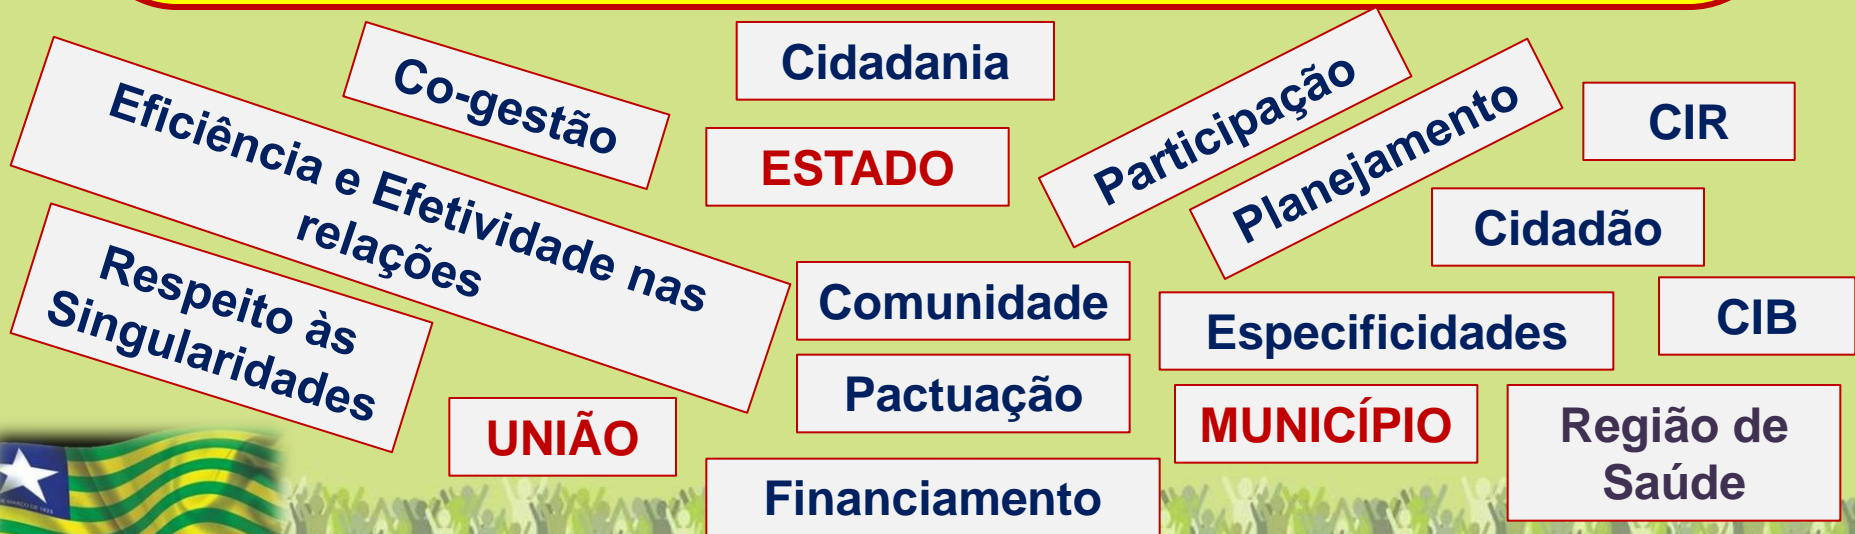 Cidadania
Co-gestão
Participação
Eficiência e Efetividade nas
relações
ESTADO
Planejamento
CIR
Cidadão
Respeito às
Singularidades
Comunidade
Especificidades
CIB
Pactuação
UNIÃO
MUNICÍPIO
Região de
Saúde
Financiamento